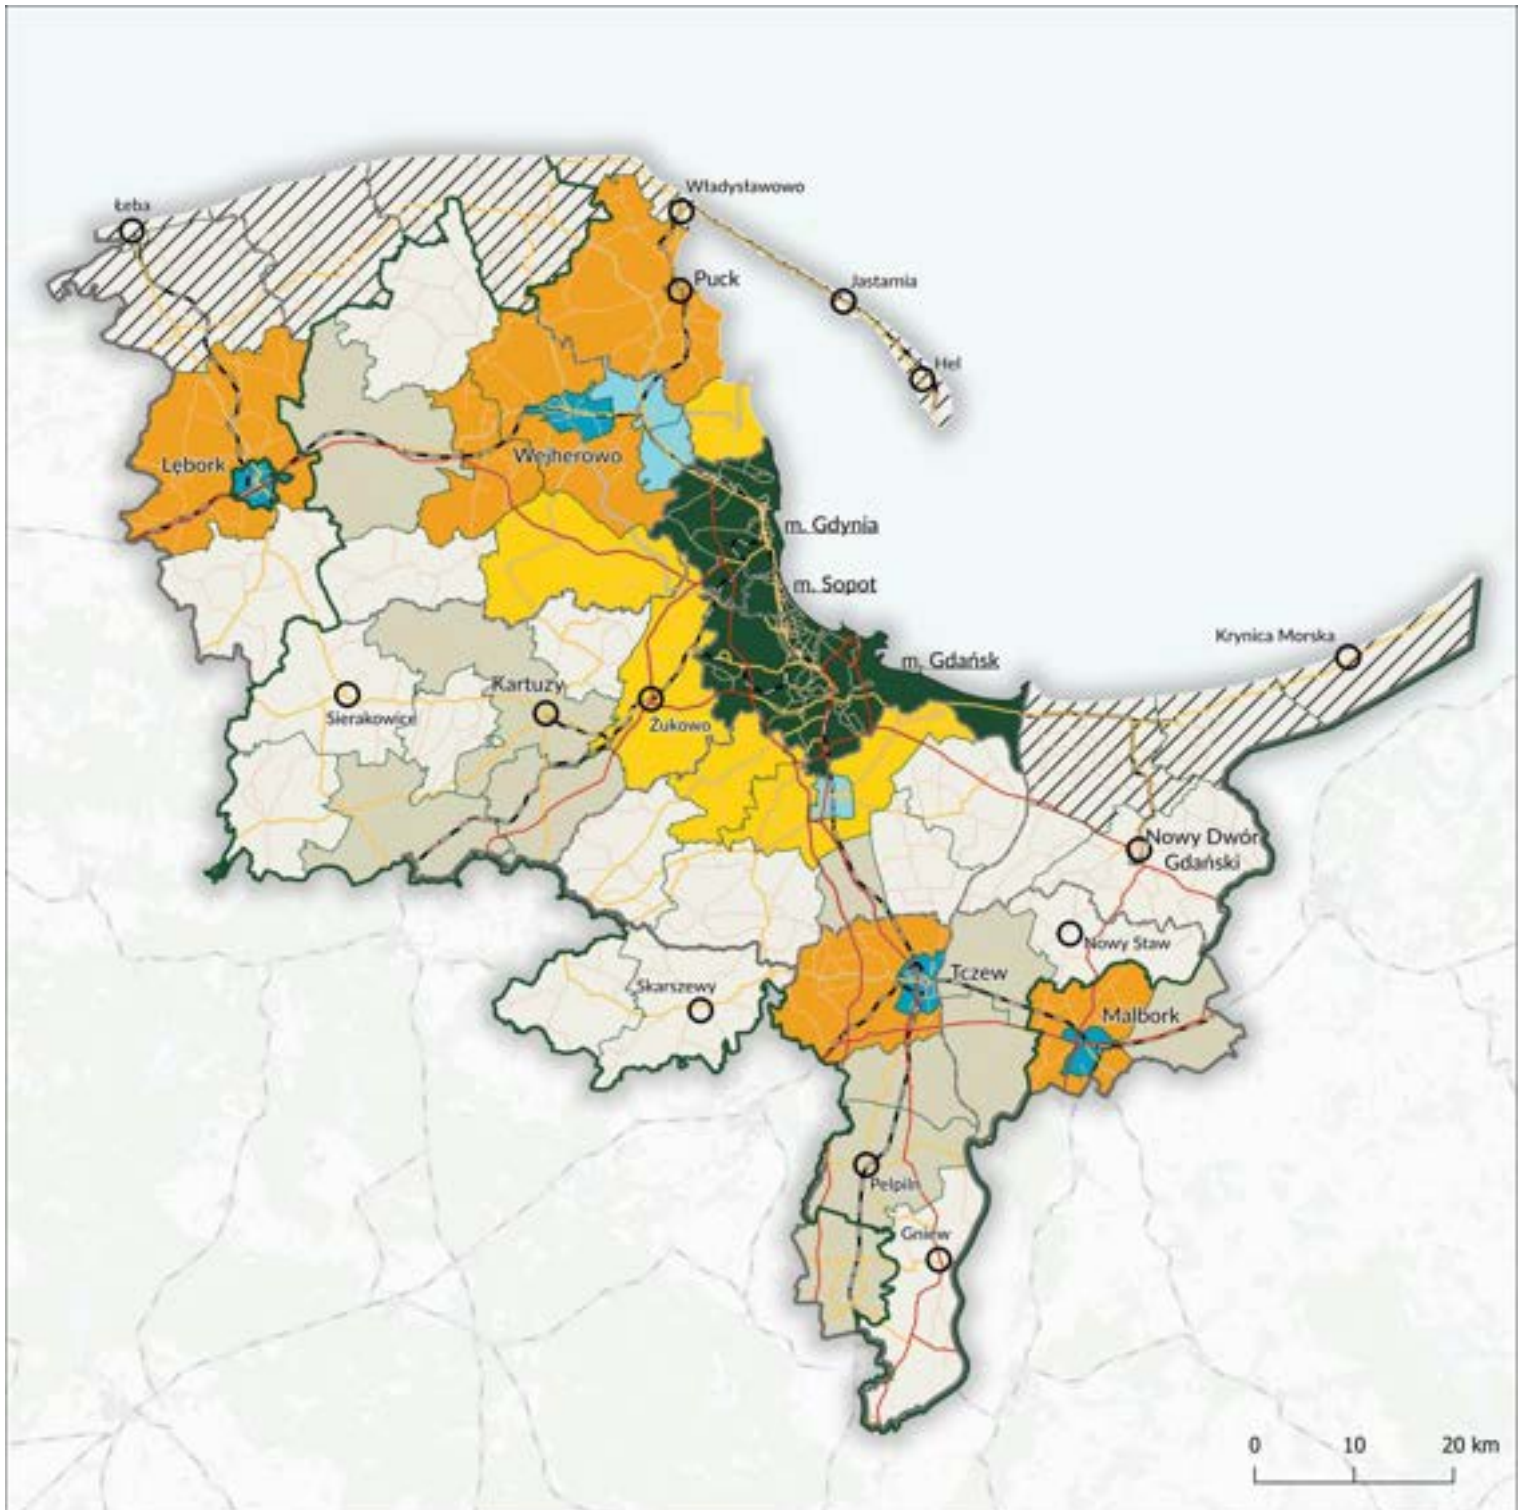 Władysławowo
Łeba
Puck
Jastarnia
Hel
Lębork
Wejherowo
m. Gdynia
m. Sopot
Krynica Morska
m. Gdańsk
Kartuzy
Sierakowice
Żukowo
Nowy Dwór
Gdański
Nowy Staw
Tczew
Skarszewy
Malbork
Pelplin
Gniew
0 10 20 km